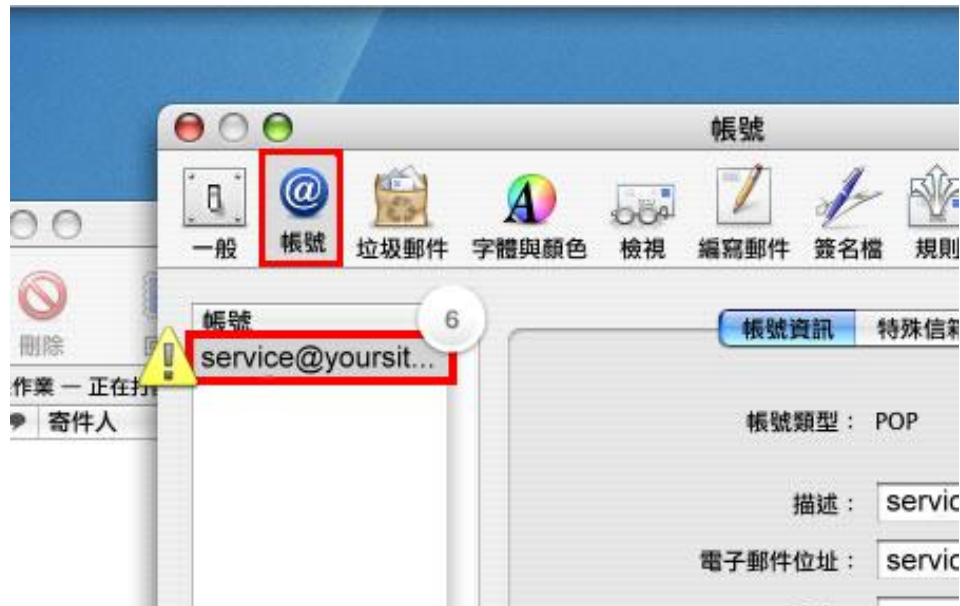 帳號
一般
帳號
垃圾郵件
字體與顏色
檢視
編寫郵件
簽名檔
規則
刪除
作業 — 正在打
寄件人
帳號
6
service@yoursit...
帳號資訊
特殊信箱
帳號類型： POP
描述： servic
電子郵件位址： servic